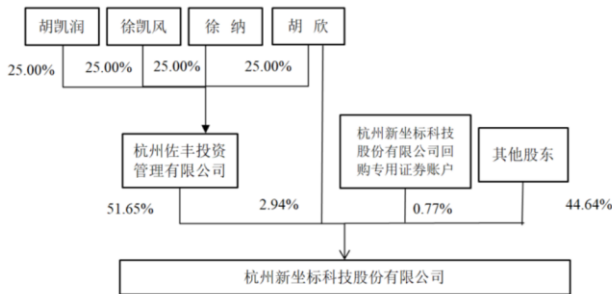 胡凯润
徐凯风
徐 纳
胡 欣
25.00%
25.00%
25.00%
25.00%
杭州佐丰投资
管理有限公司
杭州新坐标科技
股份有限公司回
购专用证券账户
其他股东
51.65%
2.94%
0.77%
44.64%
杭州新坐标科技股份有限公司